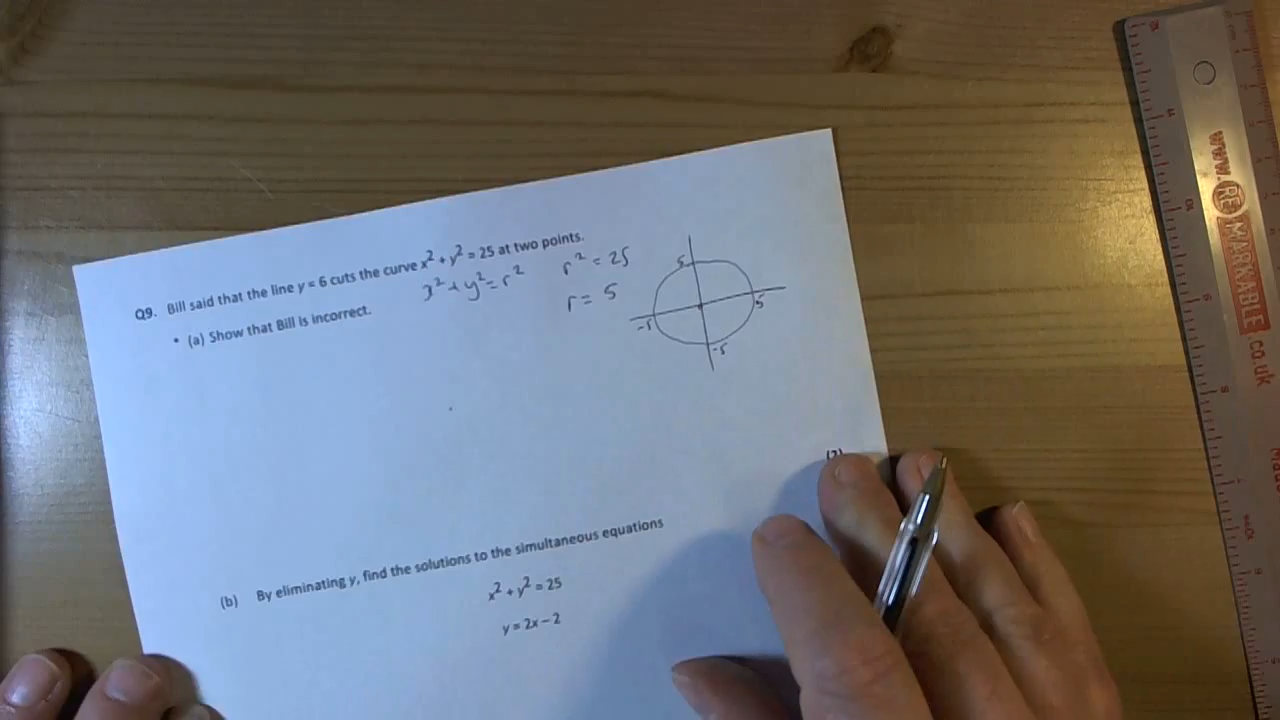 Q9. Bill said that the line y = 6 cuts the curve x² + y² = 25 at two points.
x² + y² = r²
r² = 25
r = 5
• (a) Show that Bill is incorrect.
5
5
-5
-5
(b) By eliminating y, find the solutions to the simultaneous equations
x² + y² = 25
y = 2x – 2
www.RE
MARKABLE
.co.uk